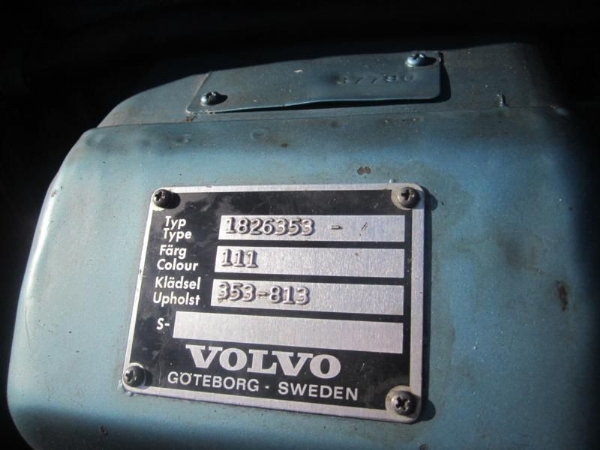 Typ
Type 1826353 -
Färg
Colour 111
Klädsel
Upholst 353-813
S-
VOLVO
GÖTEBORG · SWEDEN